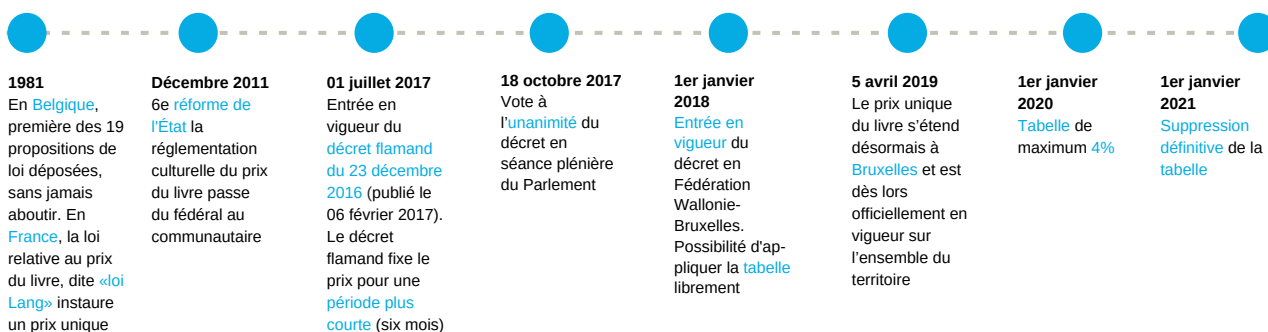 1981
En Belgique,
première des 19
propositions de
loi déposées,
sans jamais
aboutir. En
France, la loi
relative au prix
du livre, dite «loi
Lang» instaure
un prix unique
Décembre 2011
6e réforme de
l'État la
réglementation
culturelle du prix
du livre passe
du fédéral au
communautaire
01 juillet 2017
Entrée en
vigueur du
décret flamand
du 23 décembre
2016 (publié le
06 février 2017).
Le décret
flamand fixe le
prix pour une
période plus
courte (six mois)
18 octobre 2017
Vote à
l’unanimité du
décret en
séance plénière
du Parlement
1er janvier
2018
Entrée en
vigueur du
décret en
Fédération
Wallonie-
Bruxelles.
Possibilité d'ap-
pliquer la tabelle
librement
5 avril 2019
Le prix unique
du livre s’étend
désormais à
Bruxelles et est
dès lors
officiellement en
vigueur sur
l’ensemble du
territoire
1er janvier
2020
Tabelle de
maximum 4%
1er janvier
2021
Suppression
définitive de la
tabelle